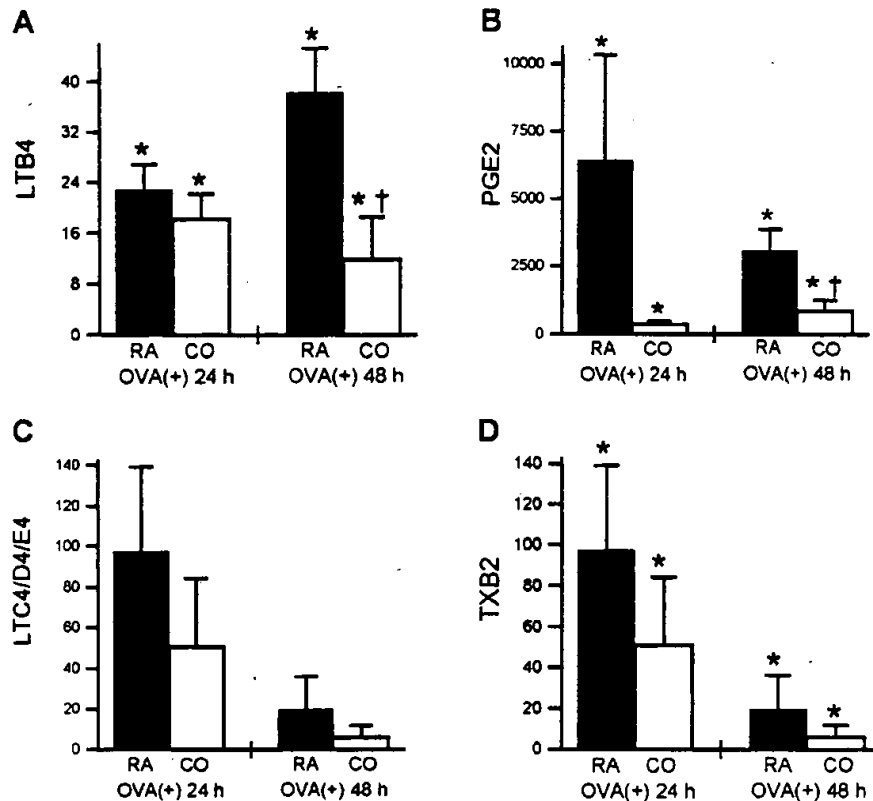 A
LTB4
40
32
24
16
8
0
*
*
*
* †
RA CO RA CO
OVA(+) 24 h OVA(+) 48 h
B
PGE2
10000
7500
5000
2500
0
*
*
*
* †
RA CO RA CO
OVA(+) 24 h OVA(+) 48 h
C
LTC4/D4/E4
140
120
100
80
60
40
20
0
RA CO RA CO
OVA(+) 24 h OVA(+) 48 h
D
TXB2
140
120
100
80
60
40
20
0
*
*
*
*
RA CO RA CO
OVA(+) 24 h OVA(+) 48 h